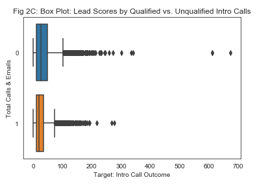 Fig 2C: Box Plot: Lead Scores by Qualified vs. Unqualified Intro Calls
0
1
Total Calls & Emails
0 100 200 300 400 500 600 700
Target: Intro Call Outcome